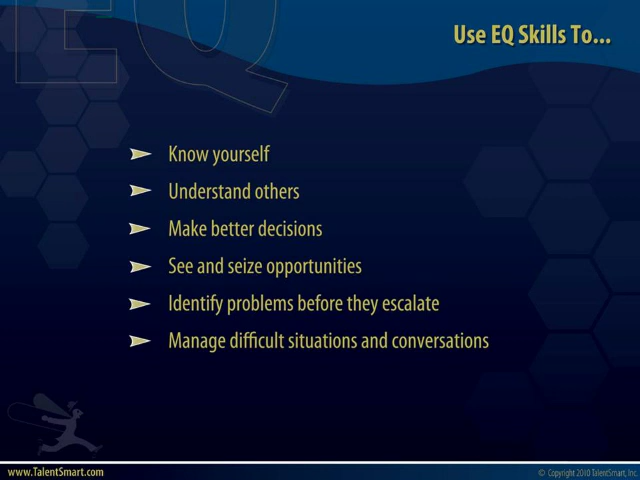 EQ
Use EQ Skills To...
Know yourself
Understand others
Make better decisions
See and seize opportunities
Identify problems before they escalate
Manage difficult situations and conversations
www.TalentSmart.com
© Copyright 2010 TalentSmart, Inc.